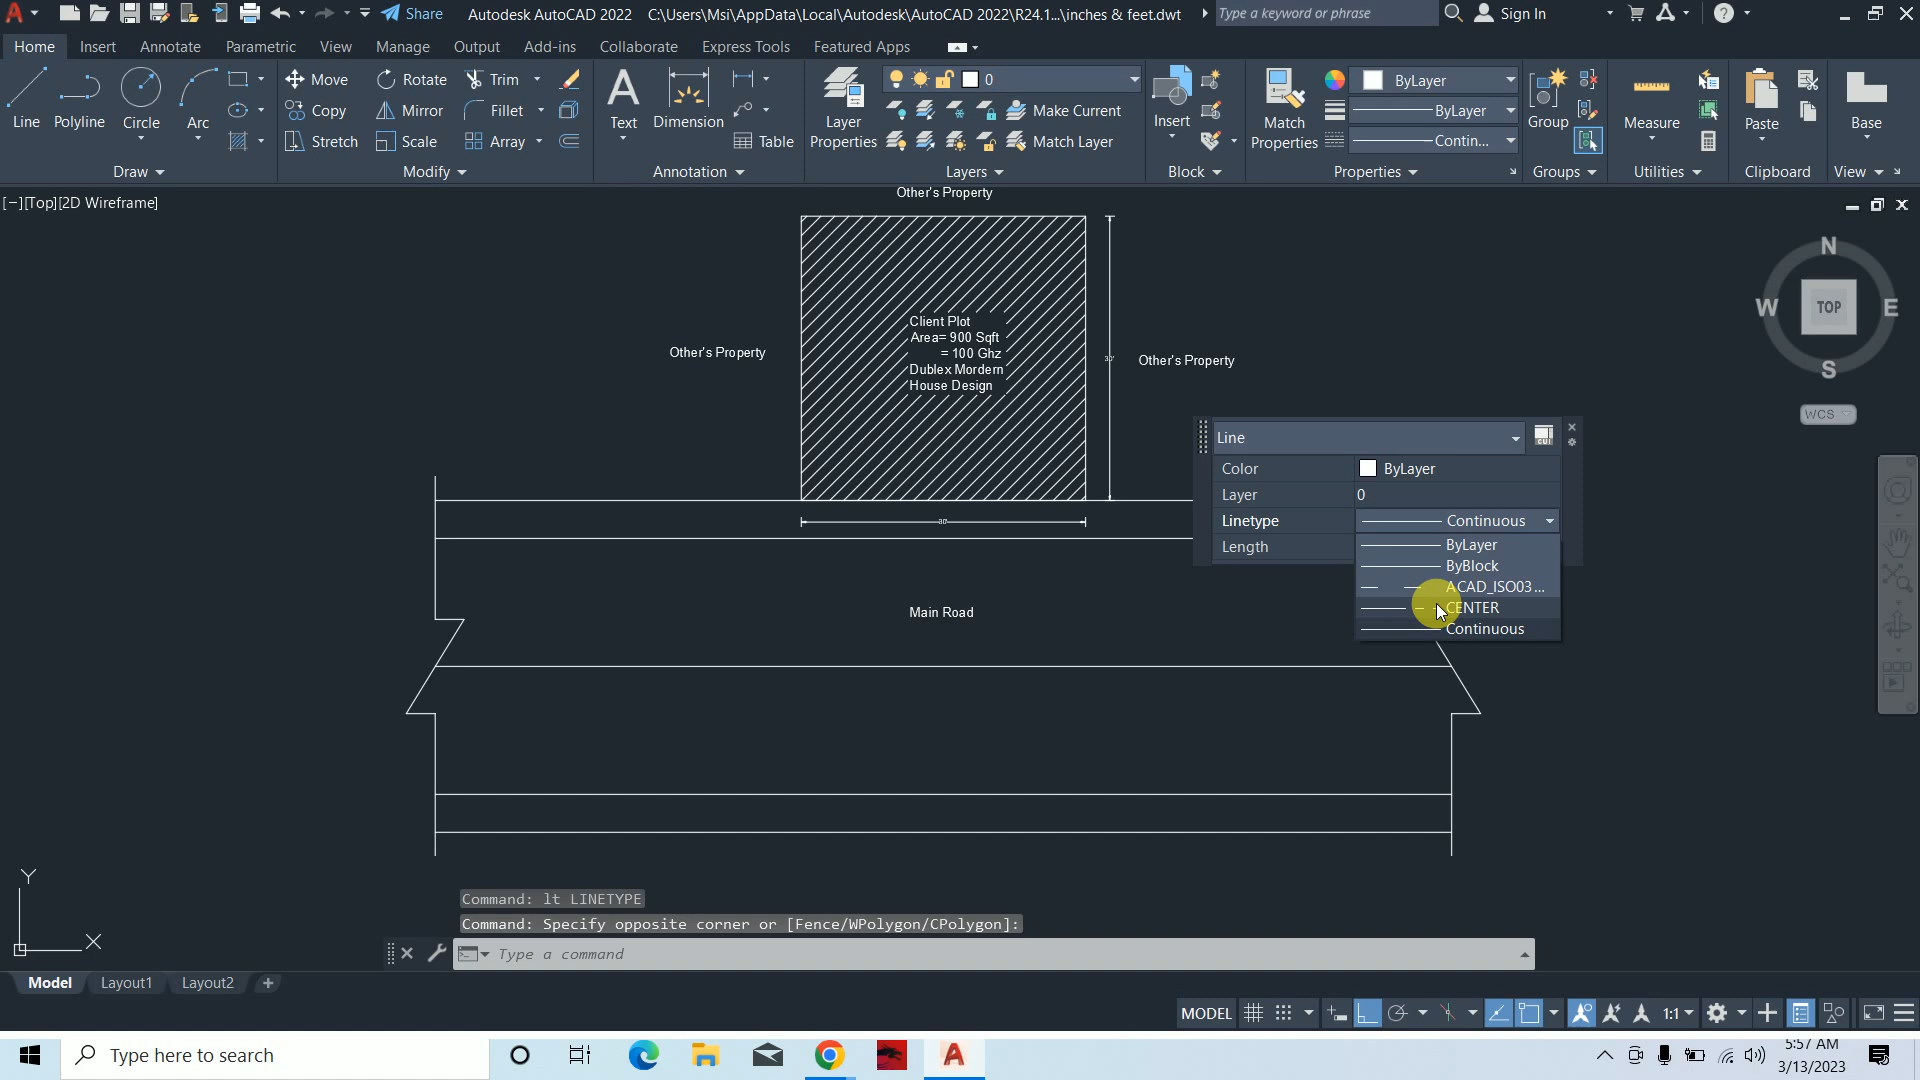 Share
Autodesk AutoCAD 2022
C:\Users\Msi\AppData\Local\Autodesk\AutoCAD 2022\R24.1...\inches & feet.dwt
Type a keyword or phrase
Sign In
Home Insert Annotate Parametric View Manage Output Add-ins Collaborate Express Tools Featured Apps
Line Polyline Circle Arc
Move Rotate Trim
Copy Mirror Fillet
Stretch Scale Array
Text Dimension Table
Layer Properties
0
Make Current
Match Layer
Insert
Match Properties
ByLayer
ByLayer
Contin...
Group
Measure
Paste
Base
1:1
Draw Modify Annotation Layers Block Properties Groups Utilities Clipboard View
[−][Top][2D Wireframe]
Other's Property
N
W TOP E
S
WCS
Client Plot
Area= 900 Sqft
= 100 Ghz
Dublex Mordern
House Design
Other's Property
30'
Other's Property
30'
Line
CUI
Color ByLayer
Layer 0
Linetype Continuous
Length
ByLayer
ByBlock
ACAD_ISO03...
CENTER
Continuous
Main Road
Y
X
Command: lt LINETYPE
Command: Specify opposite corner or [Fence/WPolygon/CPolygon]:
Type a command
Model Layout1 Layout2 +
MODEL
Type here to search
5:57 AM
3/13/2023